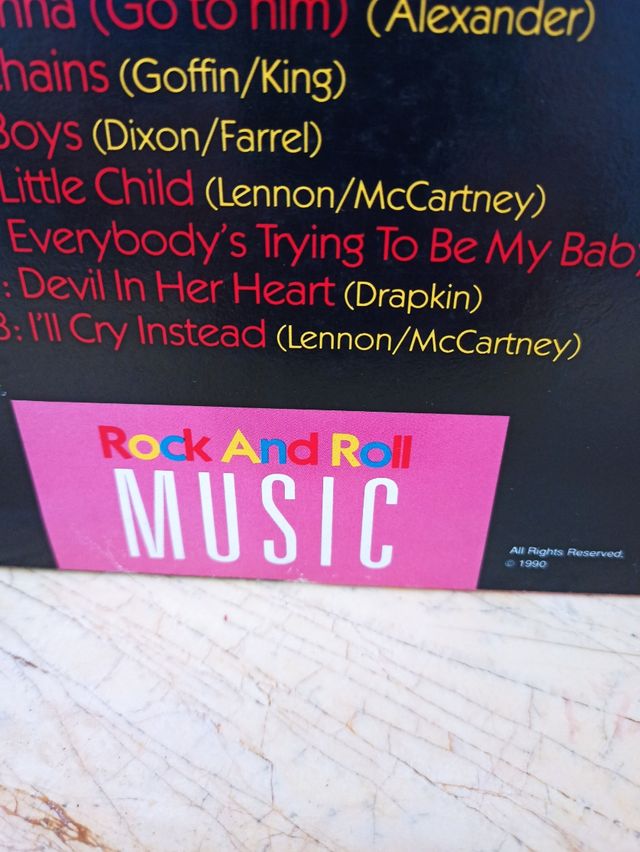 (Go to him) (Alexander)
hains (Goffin/King)
Boys (Dixon/Farrel)
Little Child (Lennon/McCartney)
Everybody's Trying To Be My Bab
: Devil In Her Heart (Drapkin)
3: I'll Cry Instead (Lennon/McCartney)
Rock And Roll
MUSIC
All Rights Reserved.
© 1990